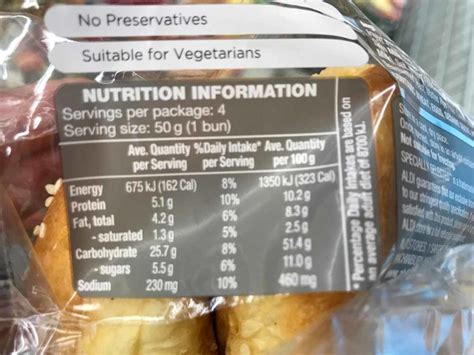 No Preservatives
Suitable for Vegetarians
NUTRITION INFORMATION
Servings per package: 4
Serving size: 50 g (1 bun)
Ave. Quantity %Daily Intake* Ave. Quantity
per Serving per Serving per 100 g
Energy 675 kJ (162 Cal) 8% 1350 kJ (323 Cal)
Protein 5.1 g 10% 10.2 g
Fat, total 4.2 g 6% 8.3 g
- saturated 1.3 g 5% 2.5 g
Carbohydrate 25.7 g 8% 51.4 g
- sugars 5.5 g 6% 11.0 g
Sodium 230 mg 10% 460 mg
* Percentage Daily Intakes are based on
an average adult diet of 8700 kJ.
SPECIALLY
ALDI guarantees